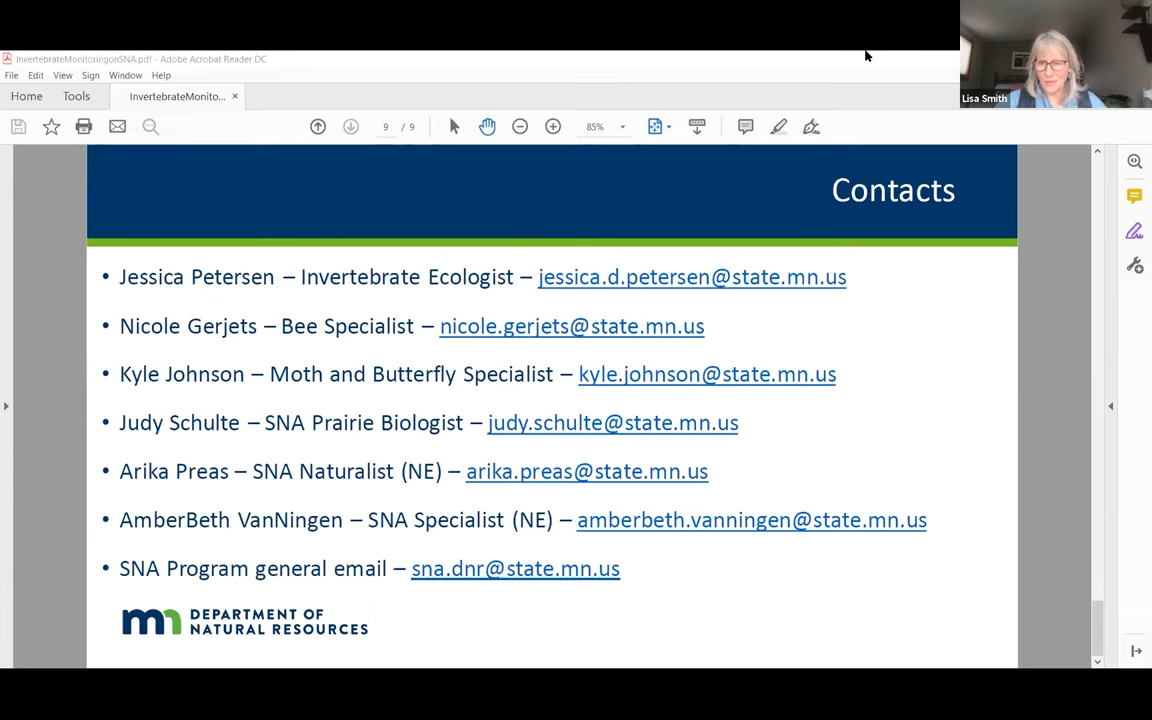 InvertebrateMonitoringonSNA.pdf - Adobe Acrobat Reader DC
File Edit View Sign Window Help
Home Tools InvertebrateMonito... ×
9 / 9 85%
Lisa Smith
Contacts
• Jessica Petersen – Invertebrate Ecologist – jessica.d.petersen@state.mn.us
• Nicole Gerjets – Bee Specialist – nicole.gerjets@state.mn.us
• Kyle Johnson – Moth and Butterfly Specialist – kyle.johnson@state.mn.us
• Judy Schulte – SNA Prairie Biologist – judy.schulte@state.mn.us
• Arika Preas – SNA Naturalist (NE) – arika.preas@state.mn.us
• AmberBeth VanNingen – SNA Specialist (NE) – amberbeth.vanningen@state.mn.us
• SNA Program general email – sna.dnr@state.mn.us
mn DEPARTMENT OF
NATURAL RESOURCES